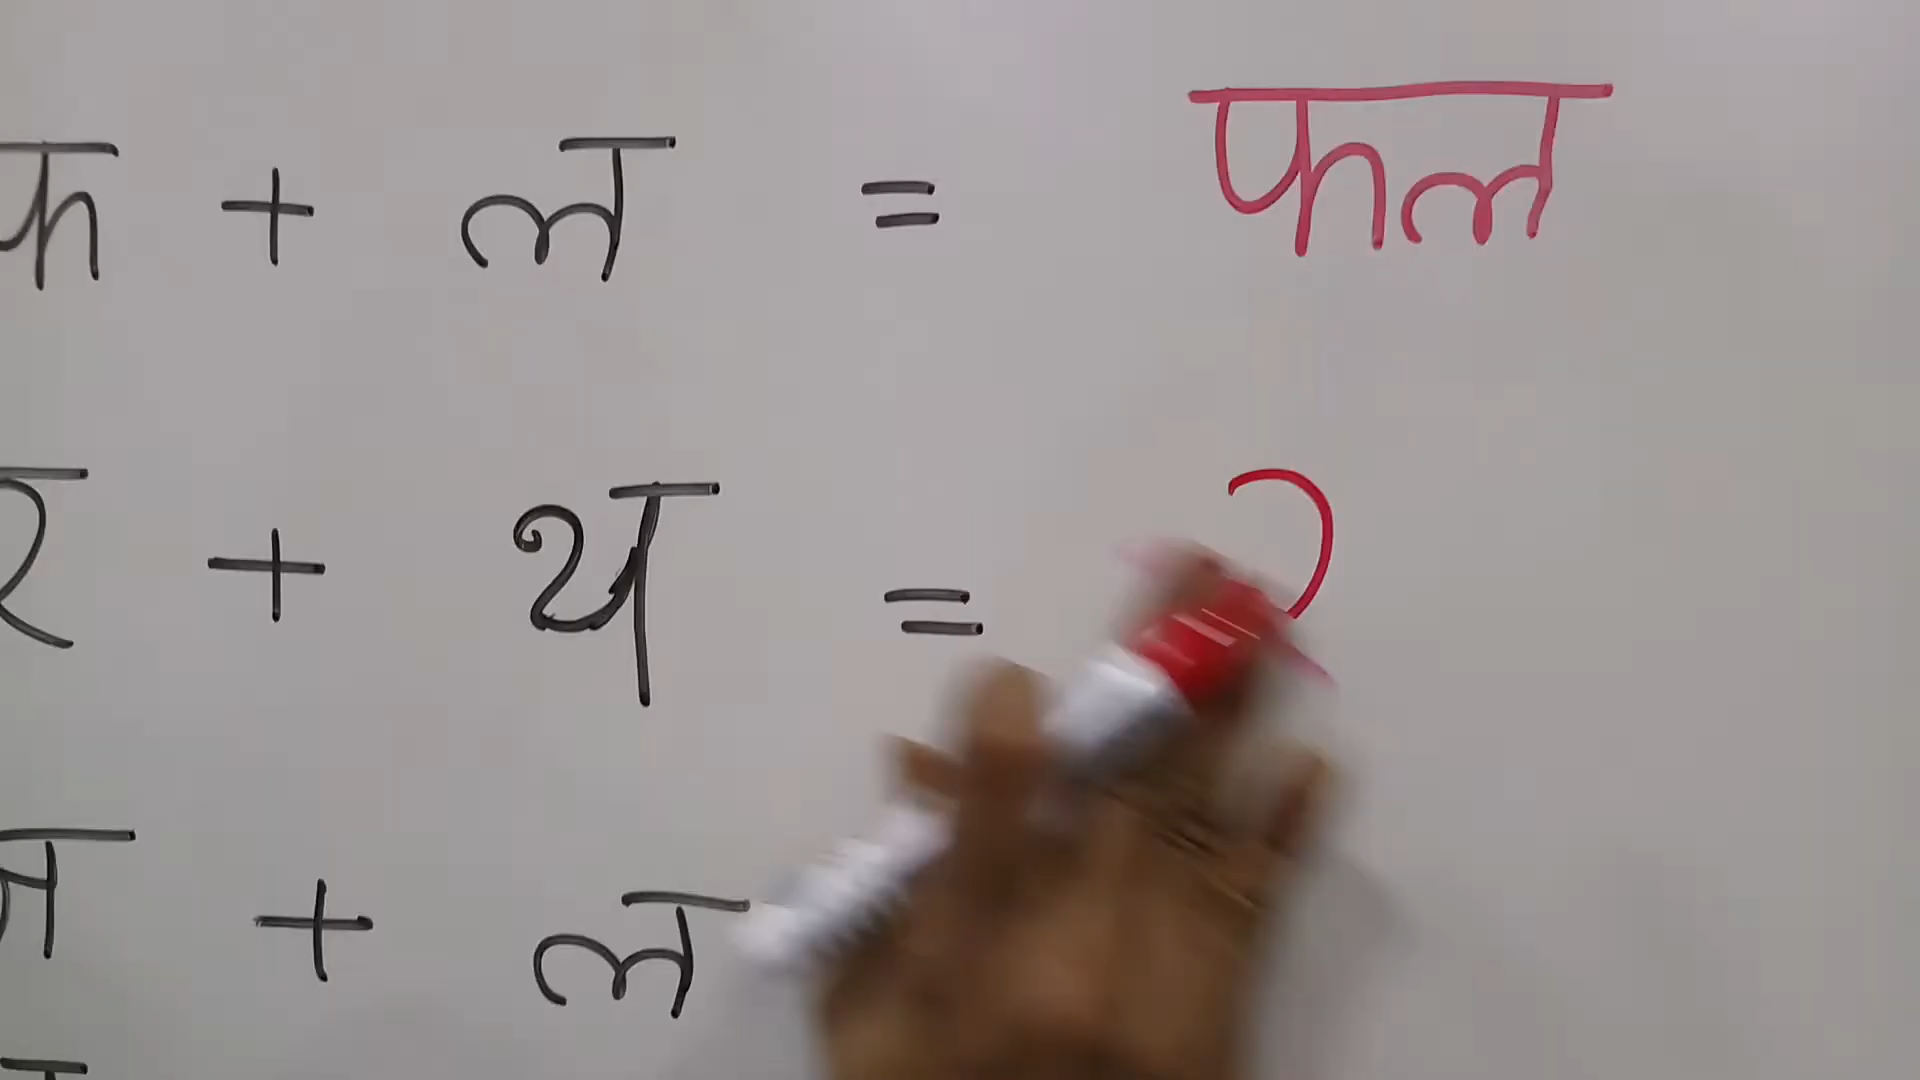 फ + ल = फल
र + थ =
+ ल